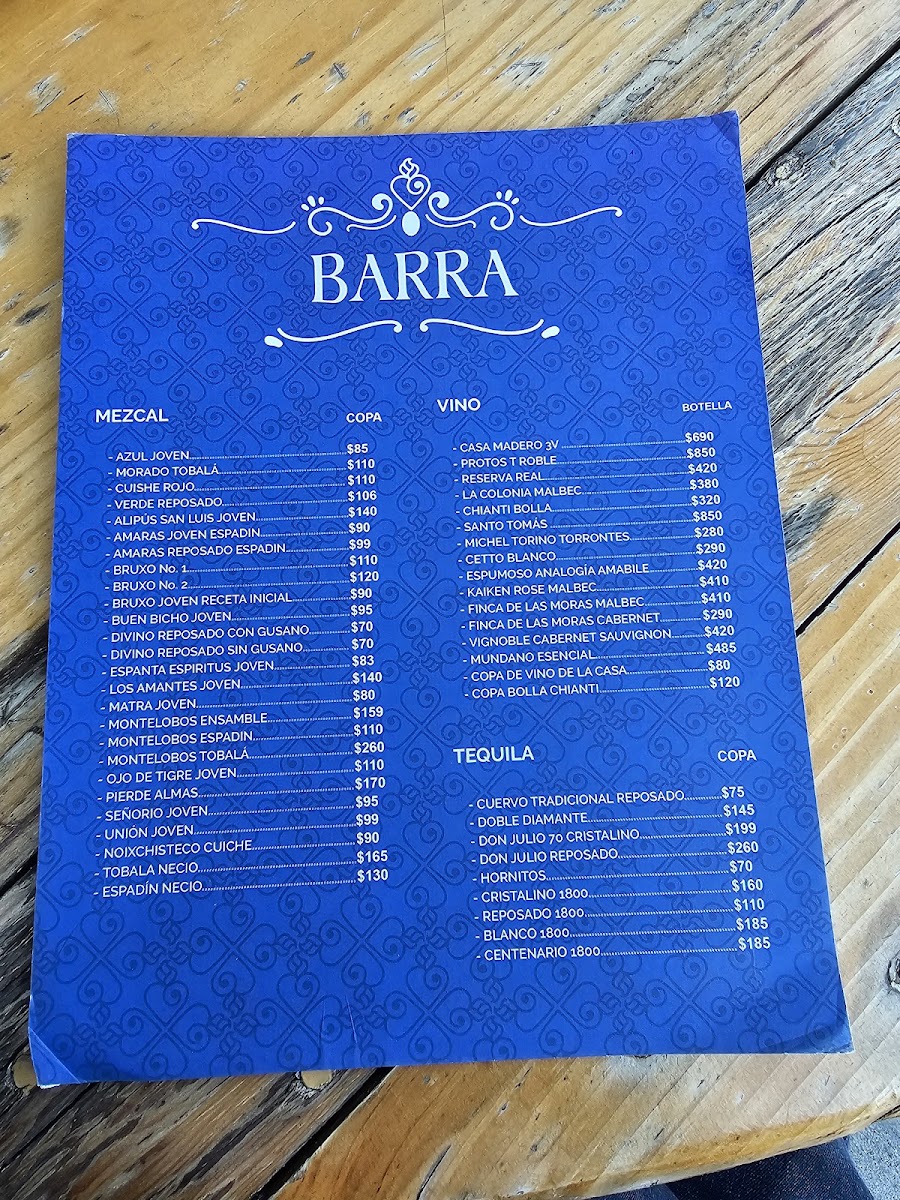 BARRA
MEZCAL COPA
- AZUL JOVEN........$85
- MORADO TOBALÁ........$110
- CUISHE ROJO........$110
- VERDE REPOSADO........$106
- ALIPÚS SAN LUIS JOVEN........$140
- AMARAS JOVEN ESPADIN........$90
- AMARAS REPOSADO ESPADIN........$99
- BRUXO No. 1........$110
- BRUXO No. 2........$120
- BRUXO JOVEN RECETA INICIAL........$90
- BUEN BICHO JOVEN........$95
- DIVINO REPOSADO CON GUSANO........$70
- DIVINO REPOSADO SIN GUSANO........$70
- ESPANTA ESPIRITUS JOVEN........$83
- LOS AMANTES JOVEN........$140
- MATRA JOVEN........$80
- MONTELOBOS ENSAMBLE........$159
- MONTELOBOS ESPADIN........$110
- MONTELOBOS TOBALÁ........$260
- OJO DE TIGRE JOVEN........$110
- PIERDE ALMAS........$170
- SEÑORIO JOVEN........$95
- UNIÓN JOVEN........$99
- NOIXCHISTECO CUICHE........$90
- TOBALA NECIO........$165
- ESPADÍN NECIO........$130
VINO BOTELLA
- CASA MADERO 3V ........$690
- PROTOS T ROBLE........$850
- RESERVA REAL........$420
- LA COLONIA MALBEC........$380
- CHIANTI BOLLA........$320
- SANTO TOMÁS ........$850
- MICHEL TORINO TORRONTES........$280
- CETTO BLANCO........$290
- ESPUMOSO ANALOGÍA AMABILE........$420
- KAIKEN ROSE MALBEC........$410
- FINCA DE LAS MORAS MALBEC........$410
- FINCA DE LAS MORAS CABERNET........$290
- VIGNOBLE CABERNET SAUVIGNON........$420
- MUNDANO ESENCIAL........$485
- COPA DE VINO DE LA CASA........$80
- COPA BOLLA CHIANTI........$120
TEQUILA COPA
- CUERVO TRADICIONAL REPOSADO........$75
- DOBLE DIAMANTE........$145
- DON JULIO 70 CRISTALINO........$199
- DON JULIO REPOSADO........$260
- HORNITOS........$70
- CRISTALINO 1800........$160
- REPOSADO 1800........$110
- BLANCO 1800........$185
- CENTENARIO 1800........$185